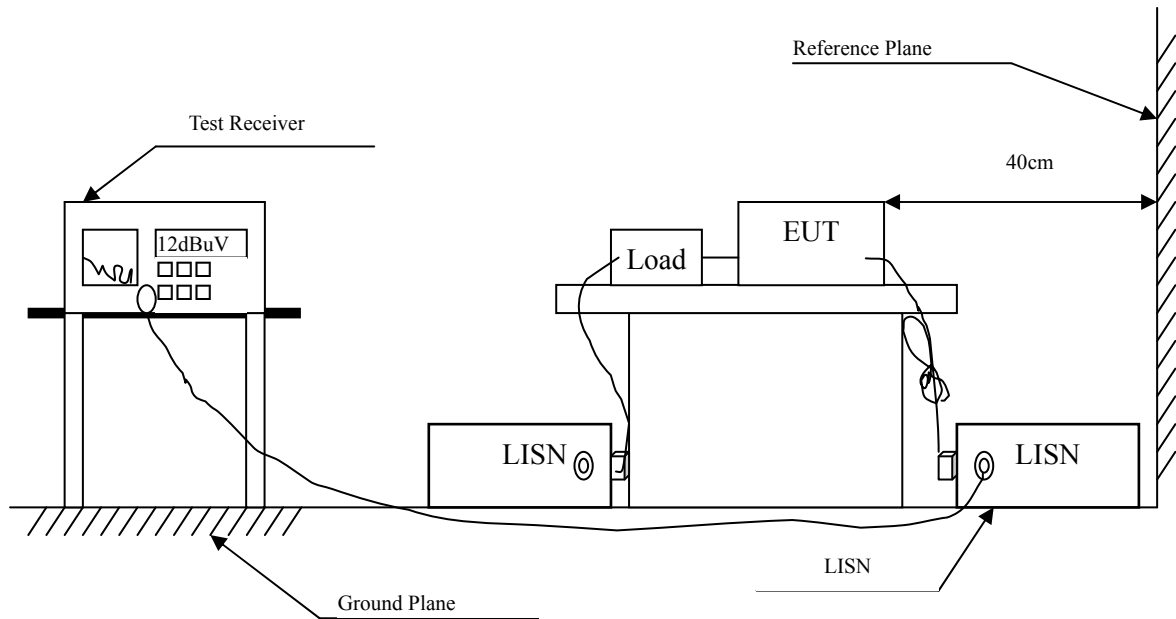 Reference Plane
Test Receiver
40cm
12dBuV
EUT
Load
LISN
LISN
LISN
Ground Plane